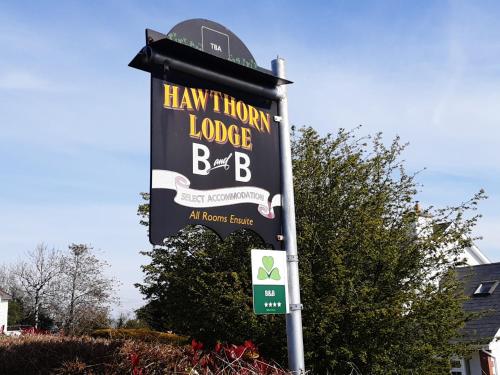 TBA
HAWTHORN
LODGE
B and B
SELECT ACCOMMODATION
All Rooms Ensuite
B&B